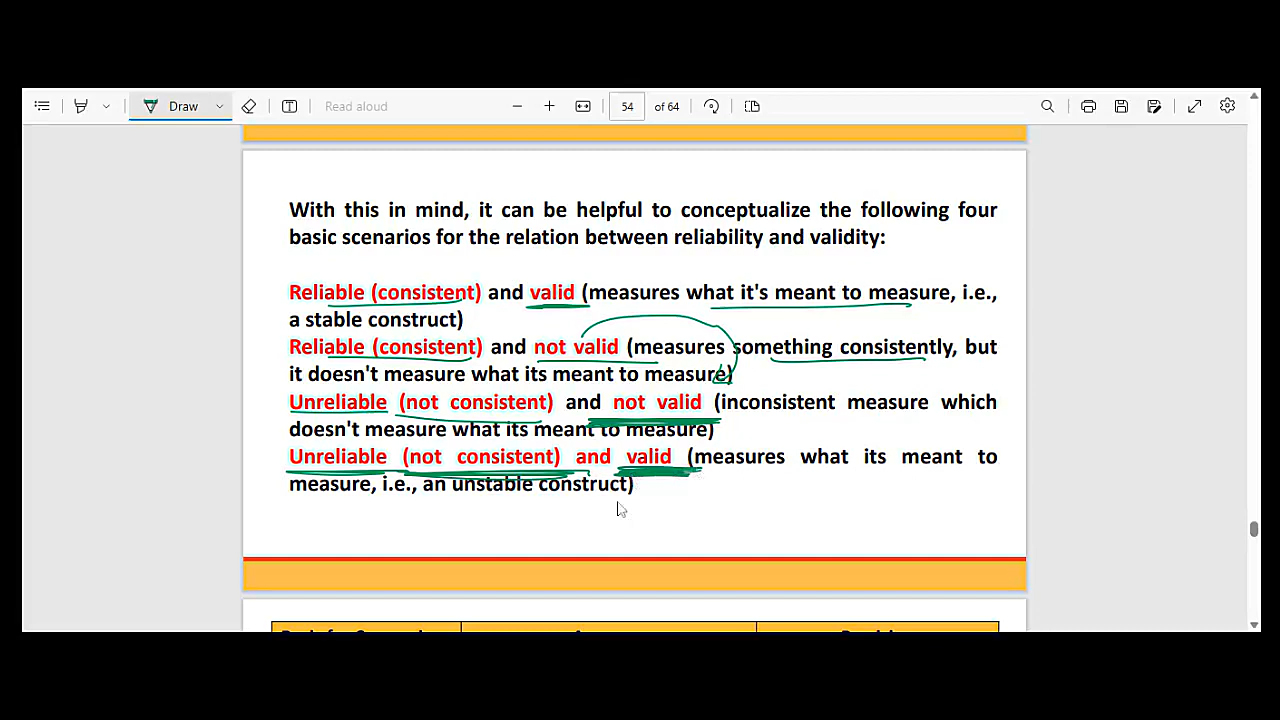 Draw
Read aloud
54 of 64
With this in mind, it can be helpful to conceptualize the following four
basic scenarios for the relation between reliability and validity:
Reliable (consistent) and valid (measures what it's meant to measure, i.e.,
a stable construct)
Reliable (consistent) and not valid (measures something consistently, but
it doesn't measure what its meant to measure)
Unreliable (not consistent) and not valid (inconsistent measure which
doesn't measure what its meant to measure)
Unreliable (not consistent) and valid (measures what its meant to
measure, i.e., an unstable construct)